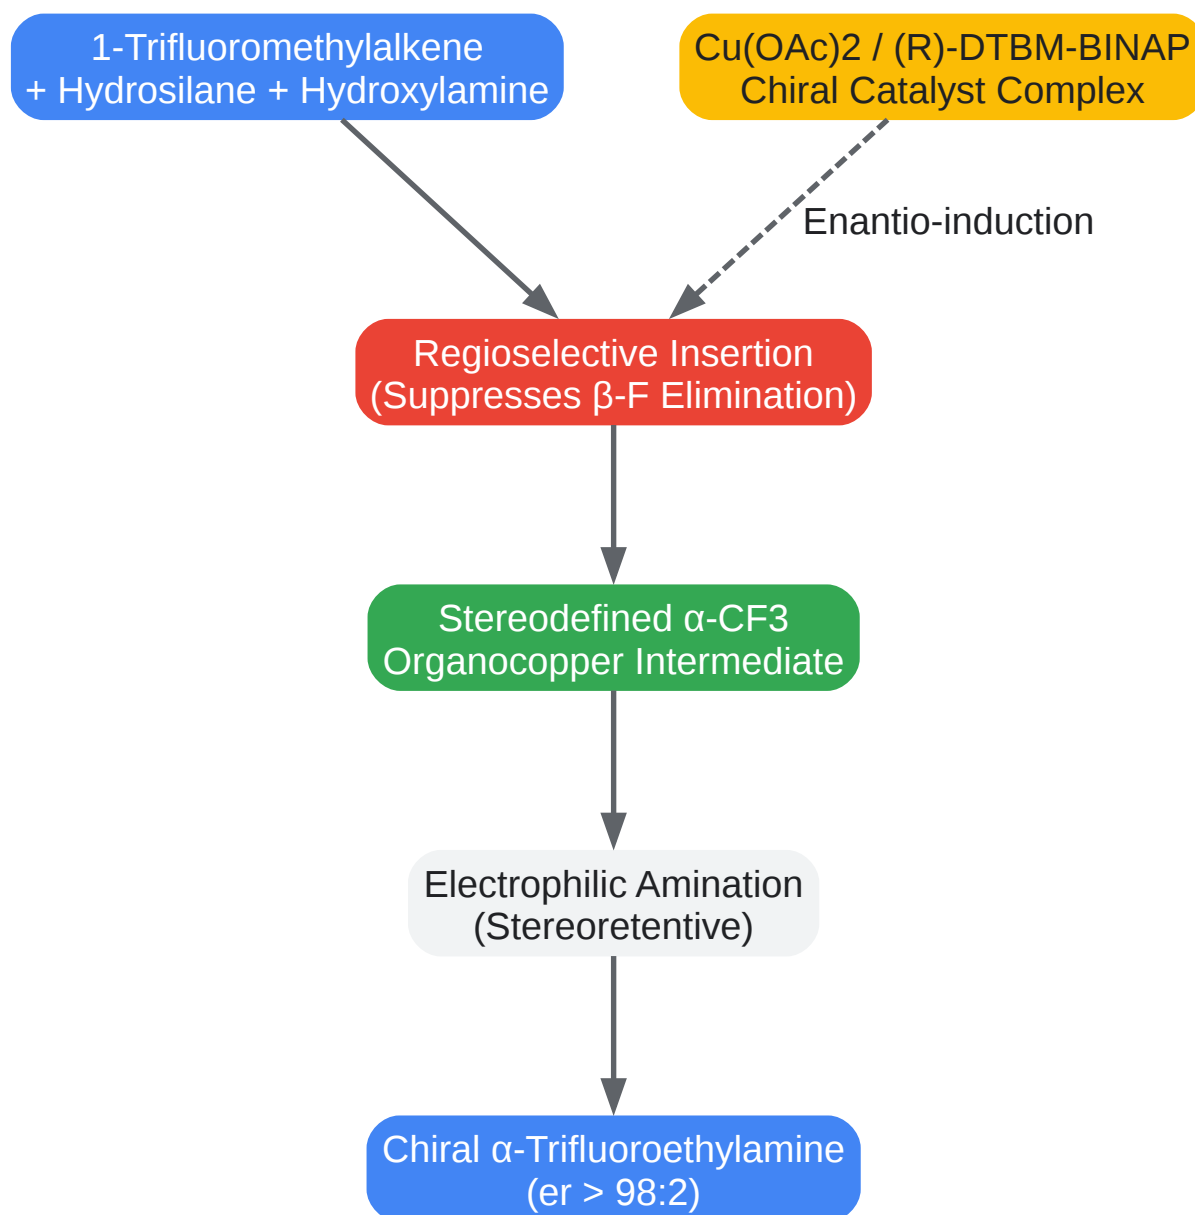 1-Trifluoromethylalkene
+ Hydrosilane + Hydroxylamine
Cu(OAc)2 / (R)-DTBM-BINAP
Chiral Catalyst Complex
Enantio-induction
Regioselective Insertion
(Suppresses β-F Elimination)
Stereodefined α-CF3
Organocopper Intermediate
Electrophilic Amination
(Stereoretentive)
Chiral α-Trifluoroethylamine
(er > 98:2)